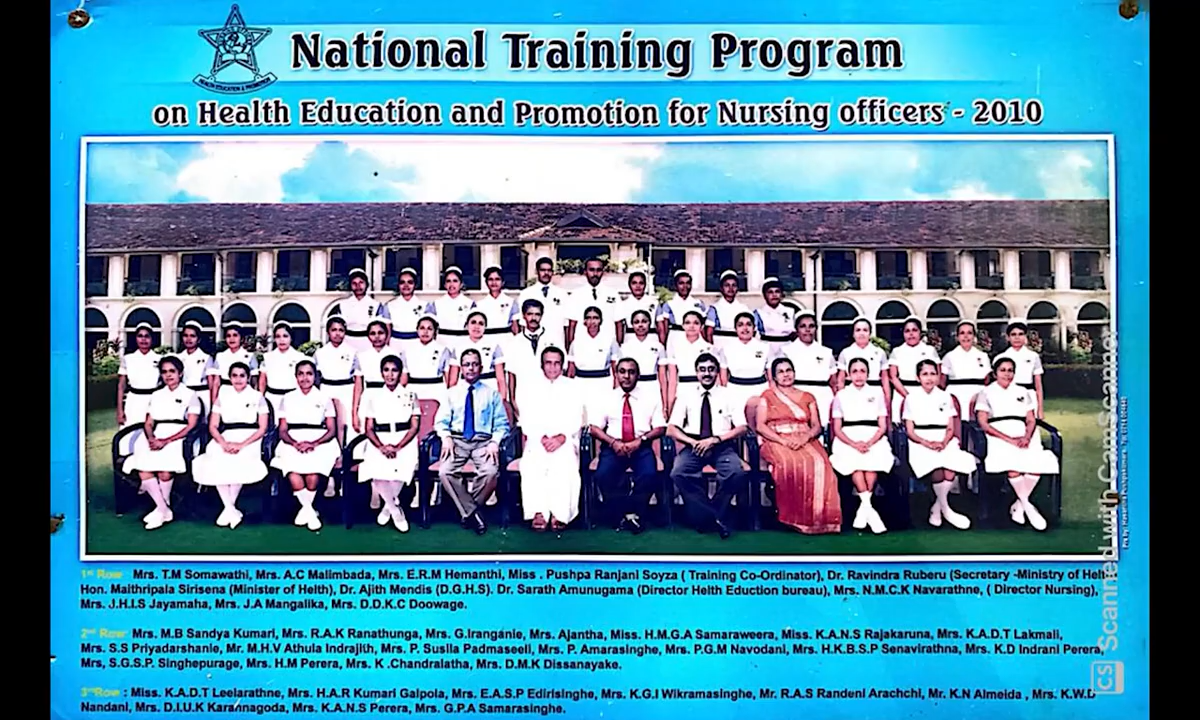 National Training Program
HEALTH EDUCATION & PROMOTION
on Health Education and Promotion for Nursing officers - 2010
1st Row Mrs. T.M Somawathi, Mrs. A.C Malimbada, Mrs. E.R.M Hemanthi, Miss . Pushpa Ranjani Soyza ( Training Co-Ordinator), Dr. Ravindra Ruberu (Secretary -Ministry of Helth
Hon. Maithripala Sirisena (Minister of Helth), Dr. Ajith Mendis (D.G.H.S). Dr. Sarath Amunugama (Director Helth Eduction bureau), Mrs. N.M.C.K Navarathne, ( Director Nursing),
Mrs. J.H.I.S Jayamaha, Mrs. J.A Mangalika, Mrs. D.D.K.C Doowage.
2nd Row: Mrs. M.B Sandya Kumari, Mrs. R.A.K Ranathunga, Mrs. G.Iranganie, Mrs. Ajantha, Miss. H.M.G.A Samaraweera, Miss. K.A.N.S Rajakaruna, Mrs. K.A.D.T Lakmali,
Mrs. S.S Priyadarshanie, Mr. M.H.V Athula Indrajith, Mrs. P. Susila Padmaseeli, Mrs. P. Amarasinghe, Mrs. P.G.M Navodani, Mrs. H.K.B.S.P Senavirathna, Mrs. K.D Indrani Perera,
Mrs, S.G.S.P. Singhepurage, Mrs. H.M Perera, Mrs. K .Chandralatha, Mrs. D.M.K Dissanayake.
3rd Row : Miss. K.A.D.T Leelarathne, Mrs. H.A.R Kumari Galpola, Mrs. E.A.S.P Edirisinghe, Mrs. K.G.I Wikramasinghe, Mr. R.A.S Randeni Arachchi, Mr. K.N Almeida , Mrs. K.W.D
Nandani, Mrs. D.I.U.K Karannagoda, Mrs. K.A.N.S Perera, Mrs. G.P.A Samarasinghe.
CS Scanned with CamScanner